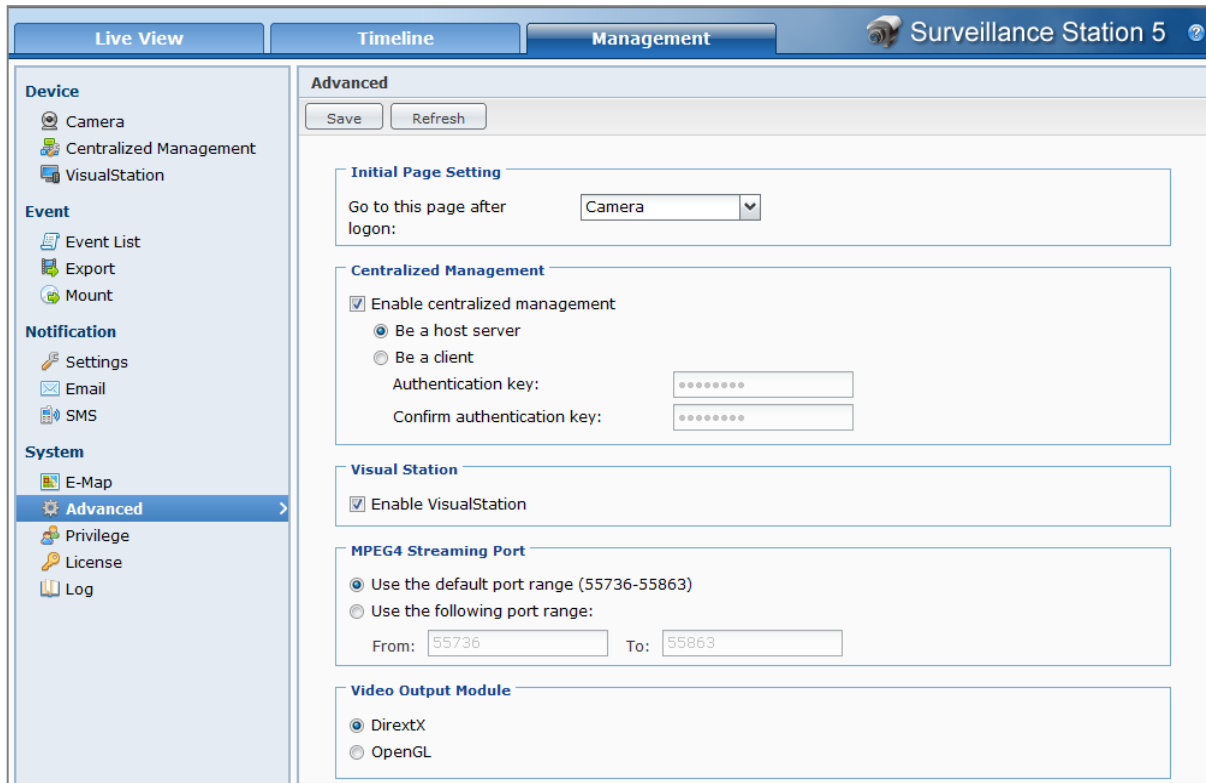 Live View
Timeline
Management
Surveillance Station 5
?
Device
Camera
Centralized Management
VisualStation
Event
Event List
Export
Mount
Notification
Settings
Email
SMS
System
E-Map
Advanced
Privilege
License
Log
Advanced
Save
Refresh
Initial Page Setting
Go to this page after
logon:
Camera
Centralized Management
Enable centralized management
Be a host server
Be a client
Authentication key:
Confirm authentication key:
Visual Station
Enable VisualStation
MPEG4 Streaming Port
Use the default port range (55736-55863)
Use the following port range:
From: 55736 To: 55863
Video Output Module
DirextX
OpenGL